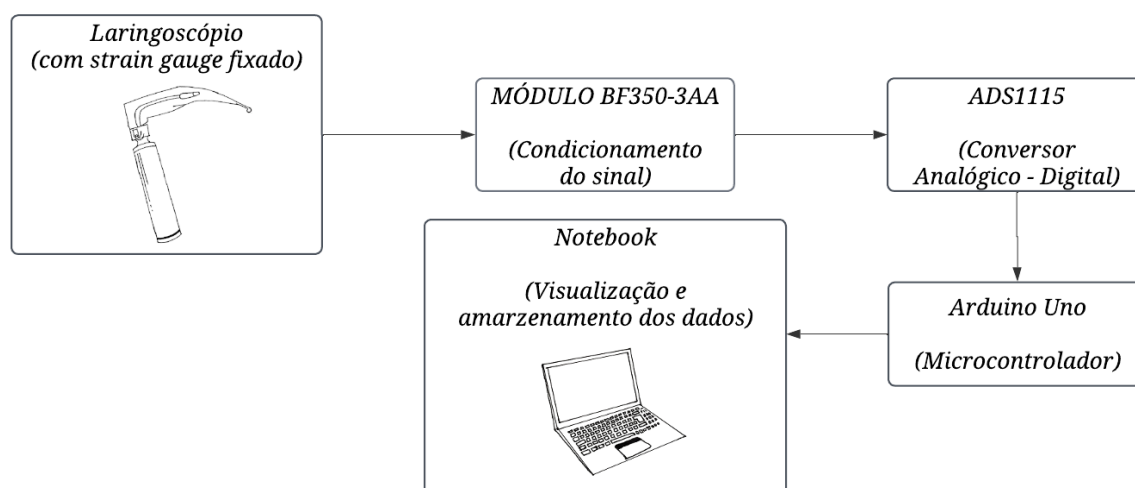 Laringoscópio
(com strain gauge fixado)
MÓDULO BF350-3AA
(Condicionamento
do sinal)
ADS1115
(Conversor
Analógico - Digital)
Arduino Uno
(Microcontrolador)
Notebook
(Visualização e
amarzenamento dos dados)